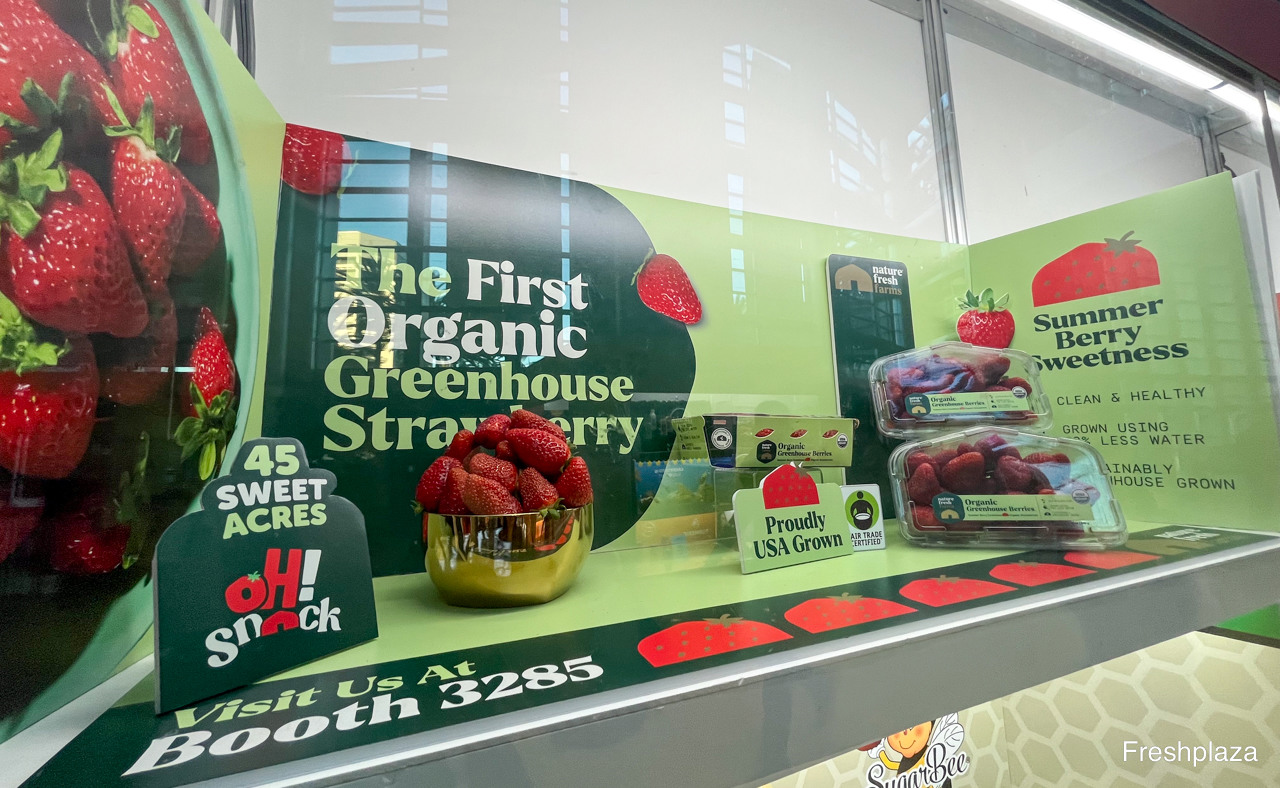 The First
Organic
Greenhouse
Strawberry
45
SWEET
ACRES
OH!
Snack
Visit Us At
Booth 3285
Organic
Greenhouse Berries
Proudly
USA Grown
FAIR TRADE
CERTIFIED
nature
fresh
farms
Organic
Greenhouse Berries
Organic
Greenhouse Berries
Summer
Berry
Sweetness
CLEAN & HEALTHY
GROWN USING
% LESS WATER
GROWN
SugarBee
Freshplaza